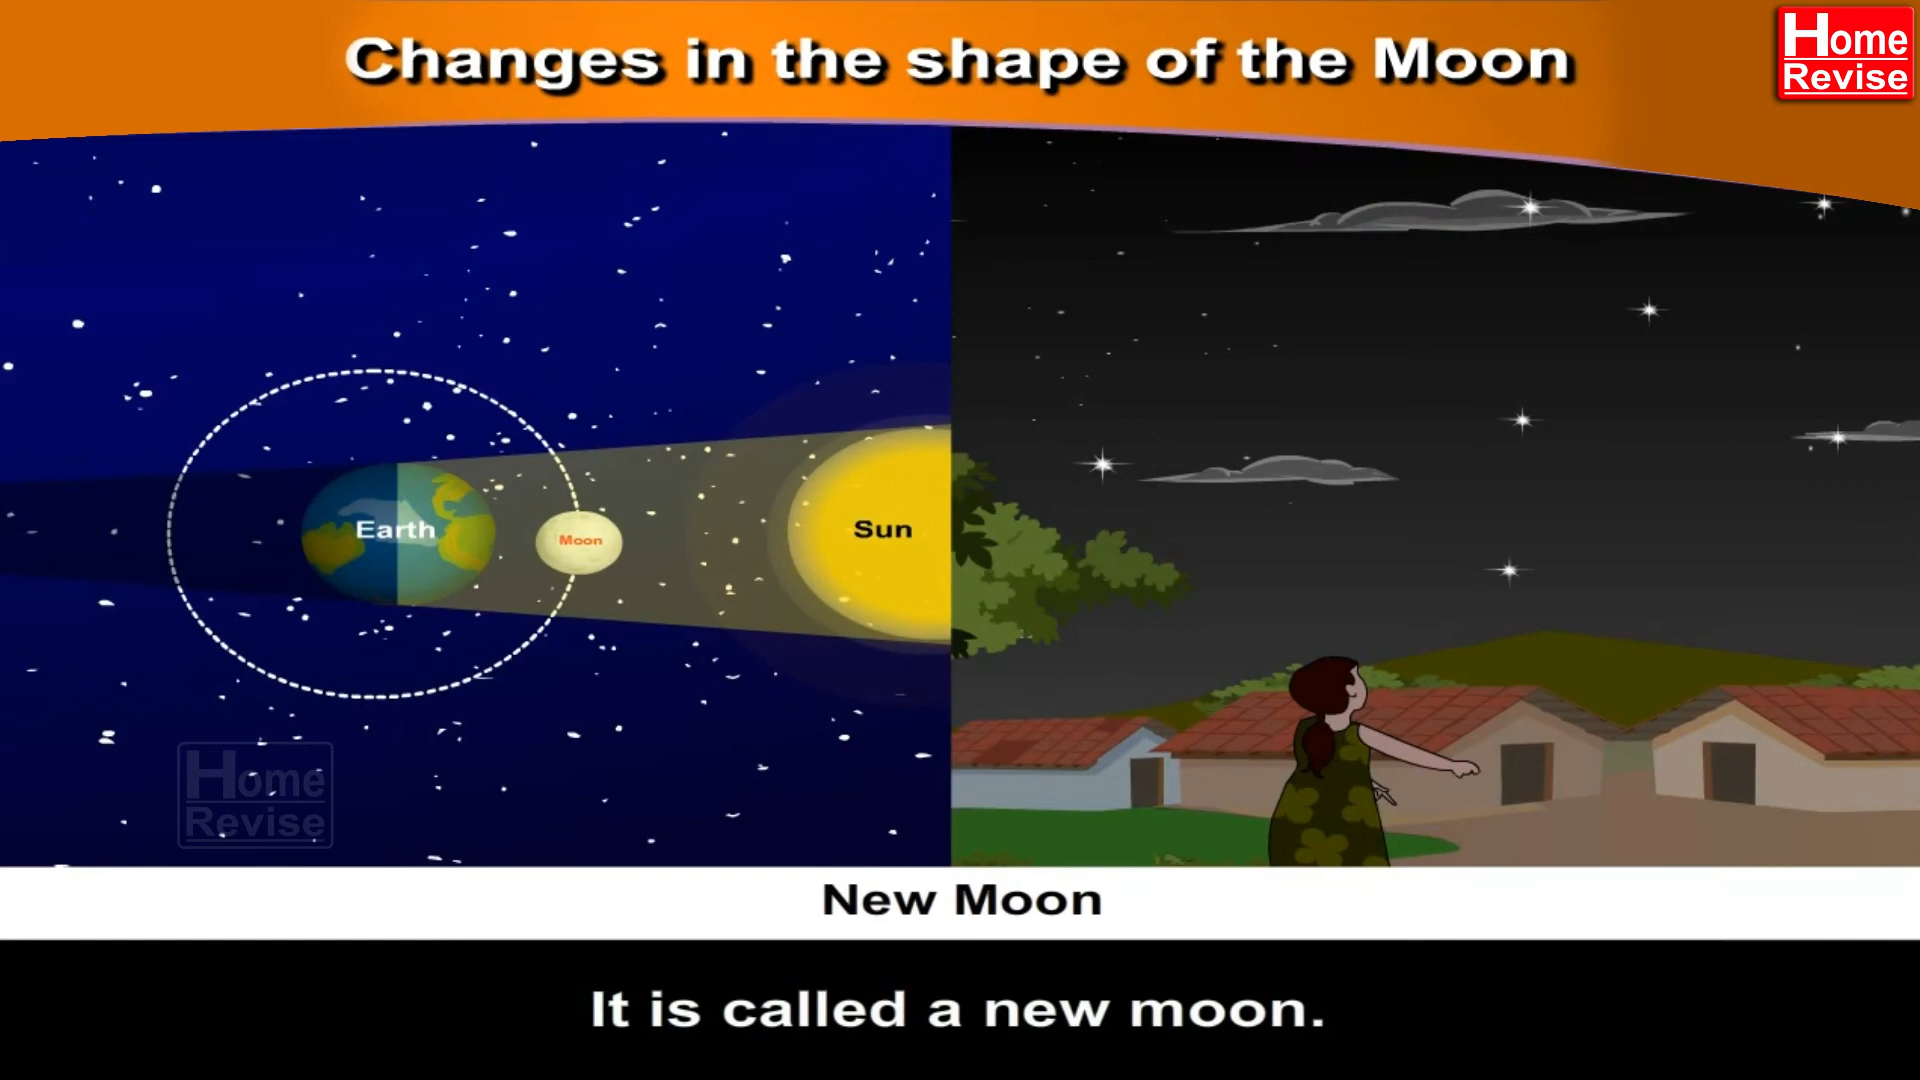 Changes in the shape of the Moon
Home
Revise
Earth
Moon
Sun
Home
Revise
New Moon
It is called a new moon.